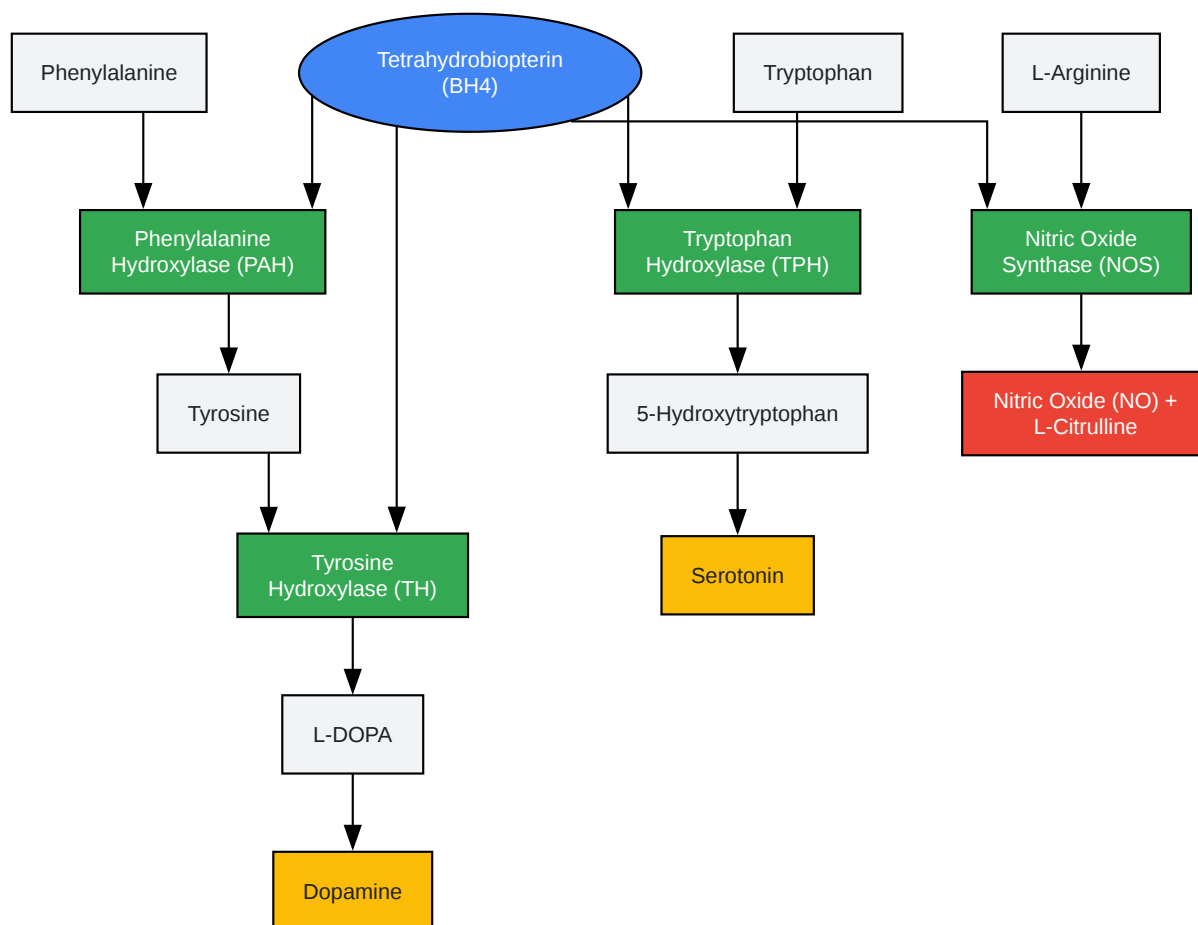 Phenylalanine
Tetrahydrobiopterin
(BH4)
Tryptophan
L-Arginine
Phenylalanine
Hydroxylase (PAH)
Tryptophan
Hydroxylase (TPH)
Nitric Oxide
Synthase (NOS)
Tyrosine
5-Hydroxytryptophan
Nitric Oxide (NO) +
L-Citrulline
Tyrosine
Hydroxylase (TH)
Serotonin
L-DOPA
Dopamine